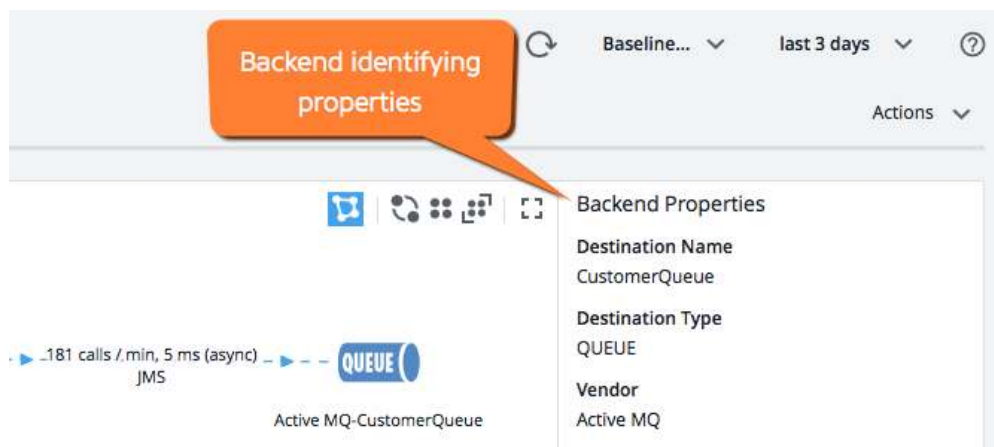 Backend identifying
properties
Baseline...
last 3 days
Actions
Backend Properties
Destination Name
CustomerQueue
Destination Type
QUEUE
Vendor
Active MQ
181 calls / min, 5 ms (async)
JMS
QUEUE
Active MQ-CustomerQueue